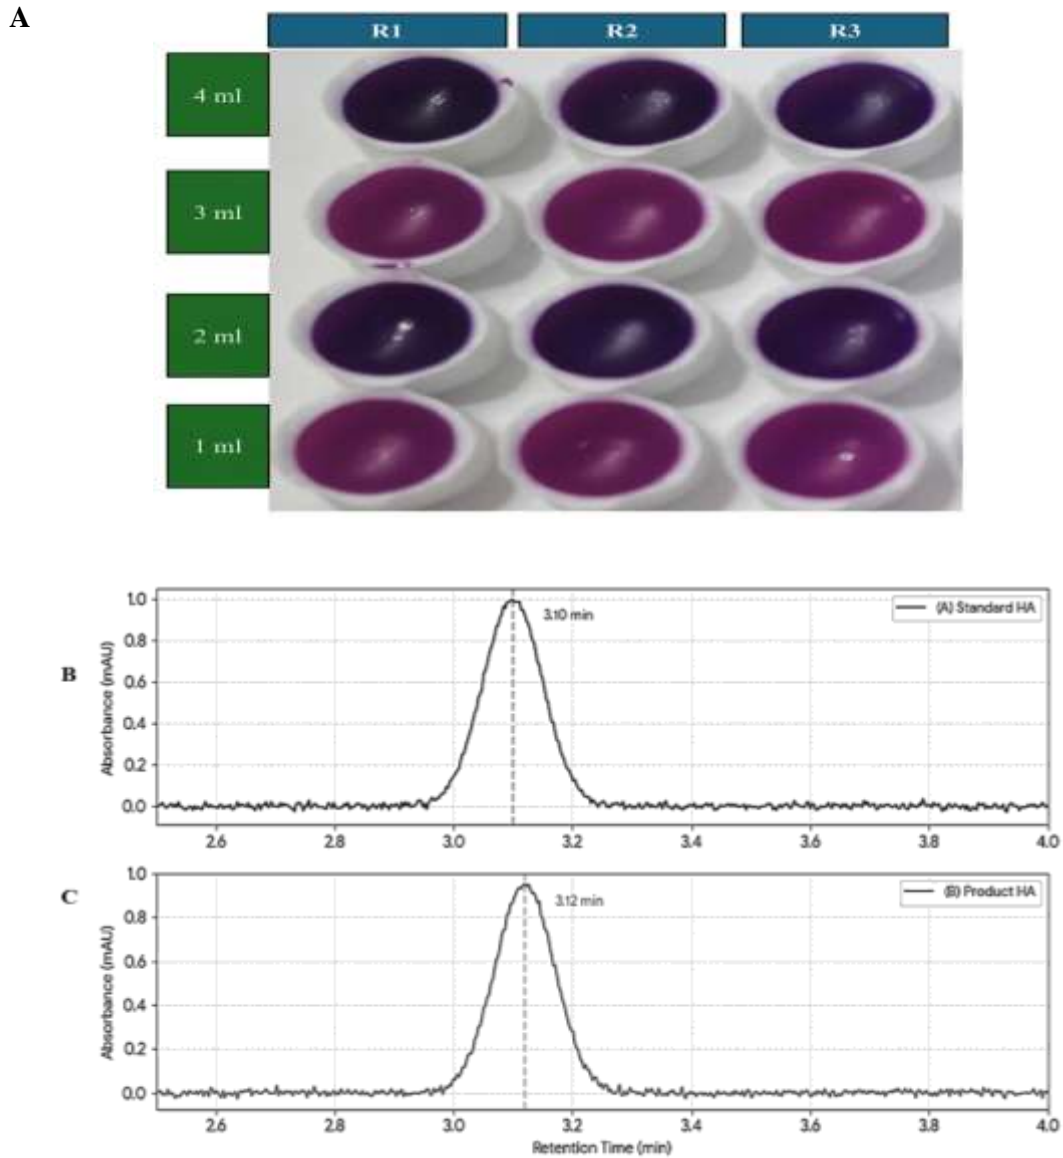 A
R1 R2 R3
4 ml
3 ml
2 ml
1 ml
B
Absorbance (mAU)
1.0
0.8
0.6
0.4
0.2
0.0
3.10 min
(A) Standard HA
2.6 2.8 3.0 3.2 3.4 3.6 3.8 4.0
C
Absorbance (mAU)
1.0
0.8
0.6
0.4
0.2
0.0
3.12 min
(B) Product HA
2.6 2.8 3.0 3.2 3.4 3.6 3.8 4.0
Retention Time (min)